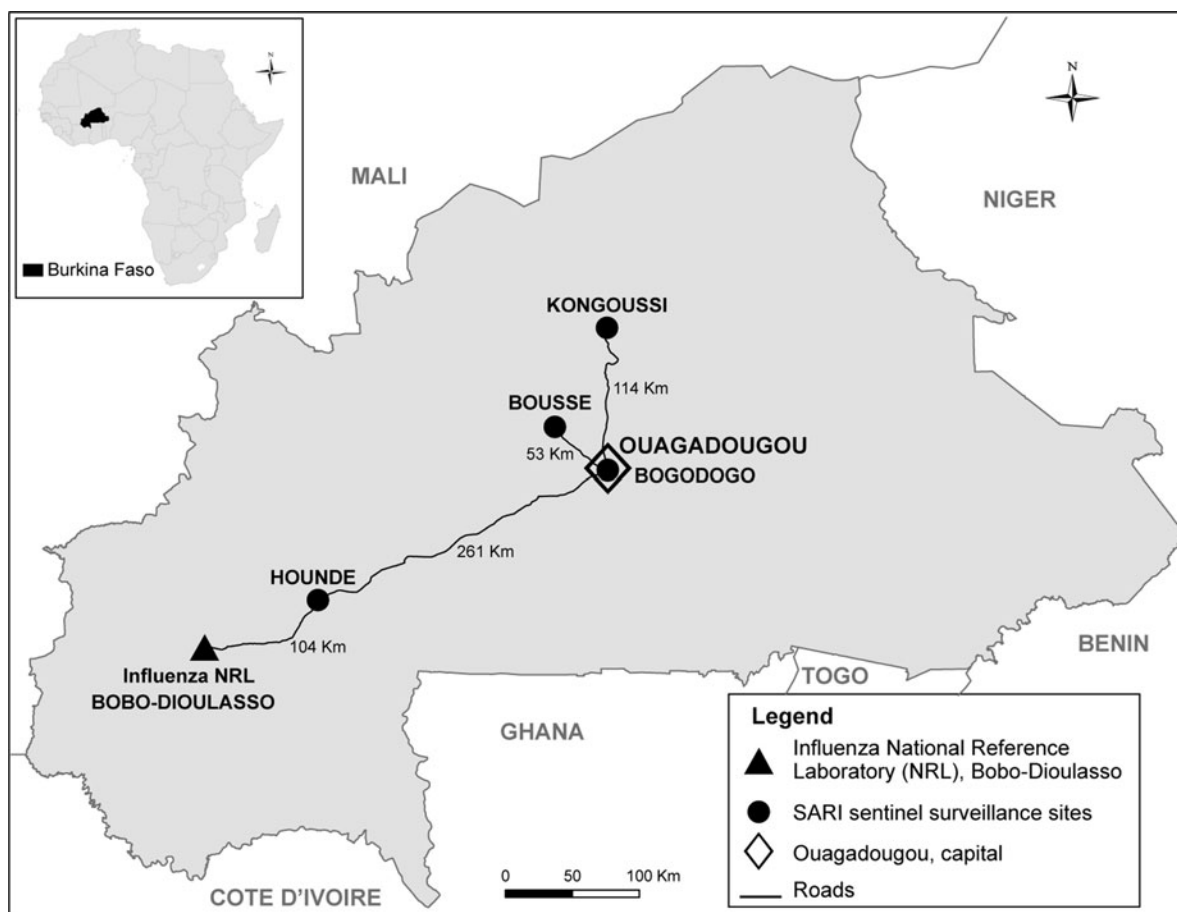 N
Burkina Faso
N
MALI
NIGER
KONGOUSSI
114 Km
BOUSSE
53 Km
OUAGADOUGOU
BOGODOGO
261 Km
HOUNDE
104 Km
Influenza NRL
BOBO-DIOULASSO
BENIN
TOGO
GHANA
COTE D'IVOIRE
0 50 100 Km
Legend
Influenza National Reference
Laboratory (NRL), Bobo-Dioulasso
SARI sentinel surveillance sites
Ouagadougou, capital
Roads